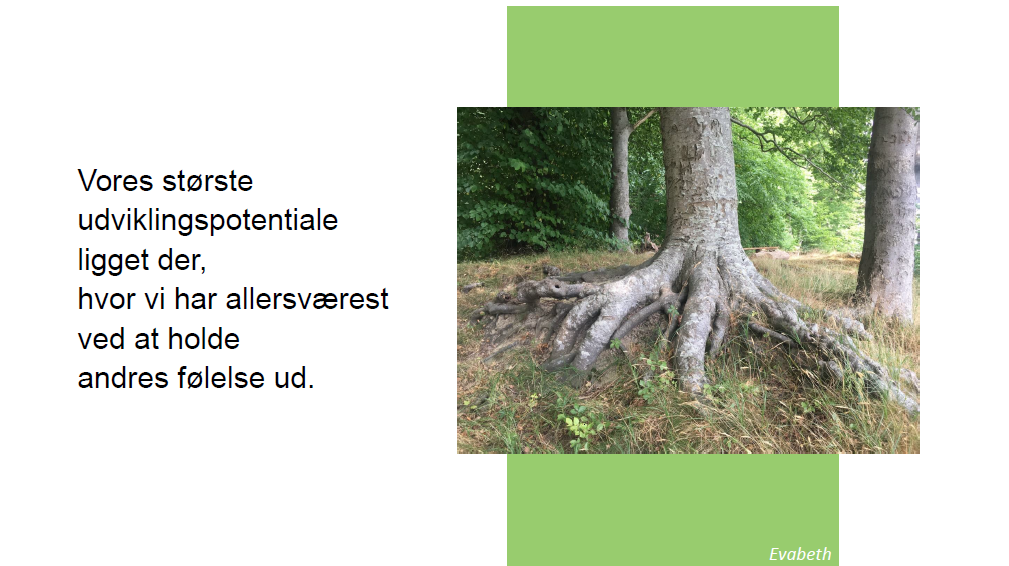 Vores største
udviklingspotentiale
ligget der,
hvor vi har allersværest
ved at holde
andres følelse ud.
Evabeth